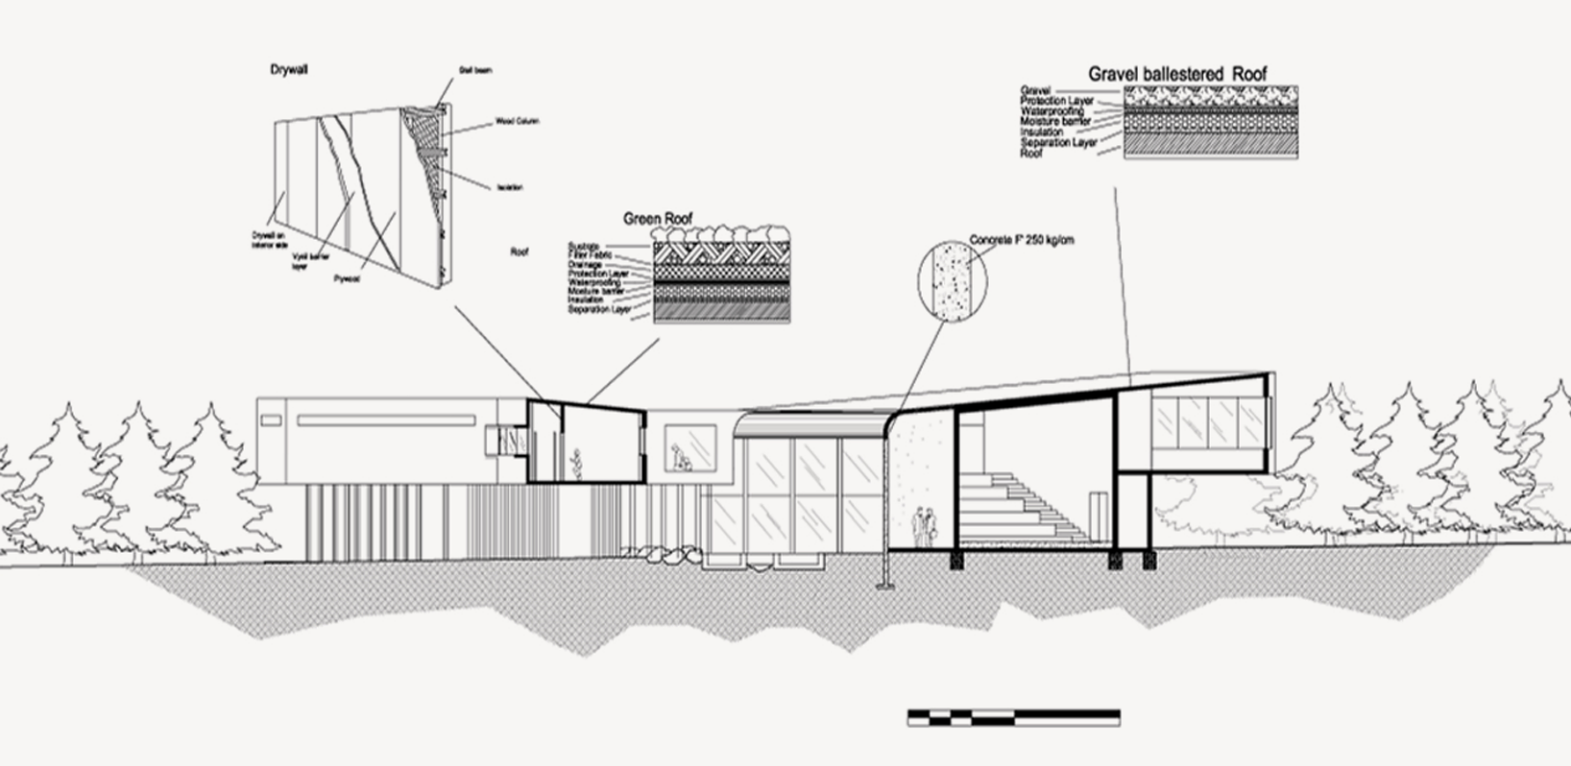 Drywall
Stell beam
Wood Column
Isolation
Drywall on
interior side
Vynil barrier
layer
Plywood
Roof
Green Roof
Sustrate
Filter Fabric
Drainage
Protection Layer
Waterproofing
Moisture barrier
Insulation
Separation Layer
Concrete F' 250 kg/cm
Gravel ballestered Roof
Gravel
Protection Layer
Waterproofing
Moisture barrier
Insulation
Separation Layer
Roof